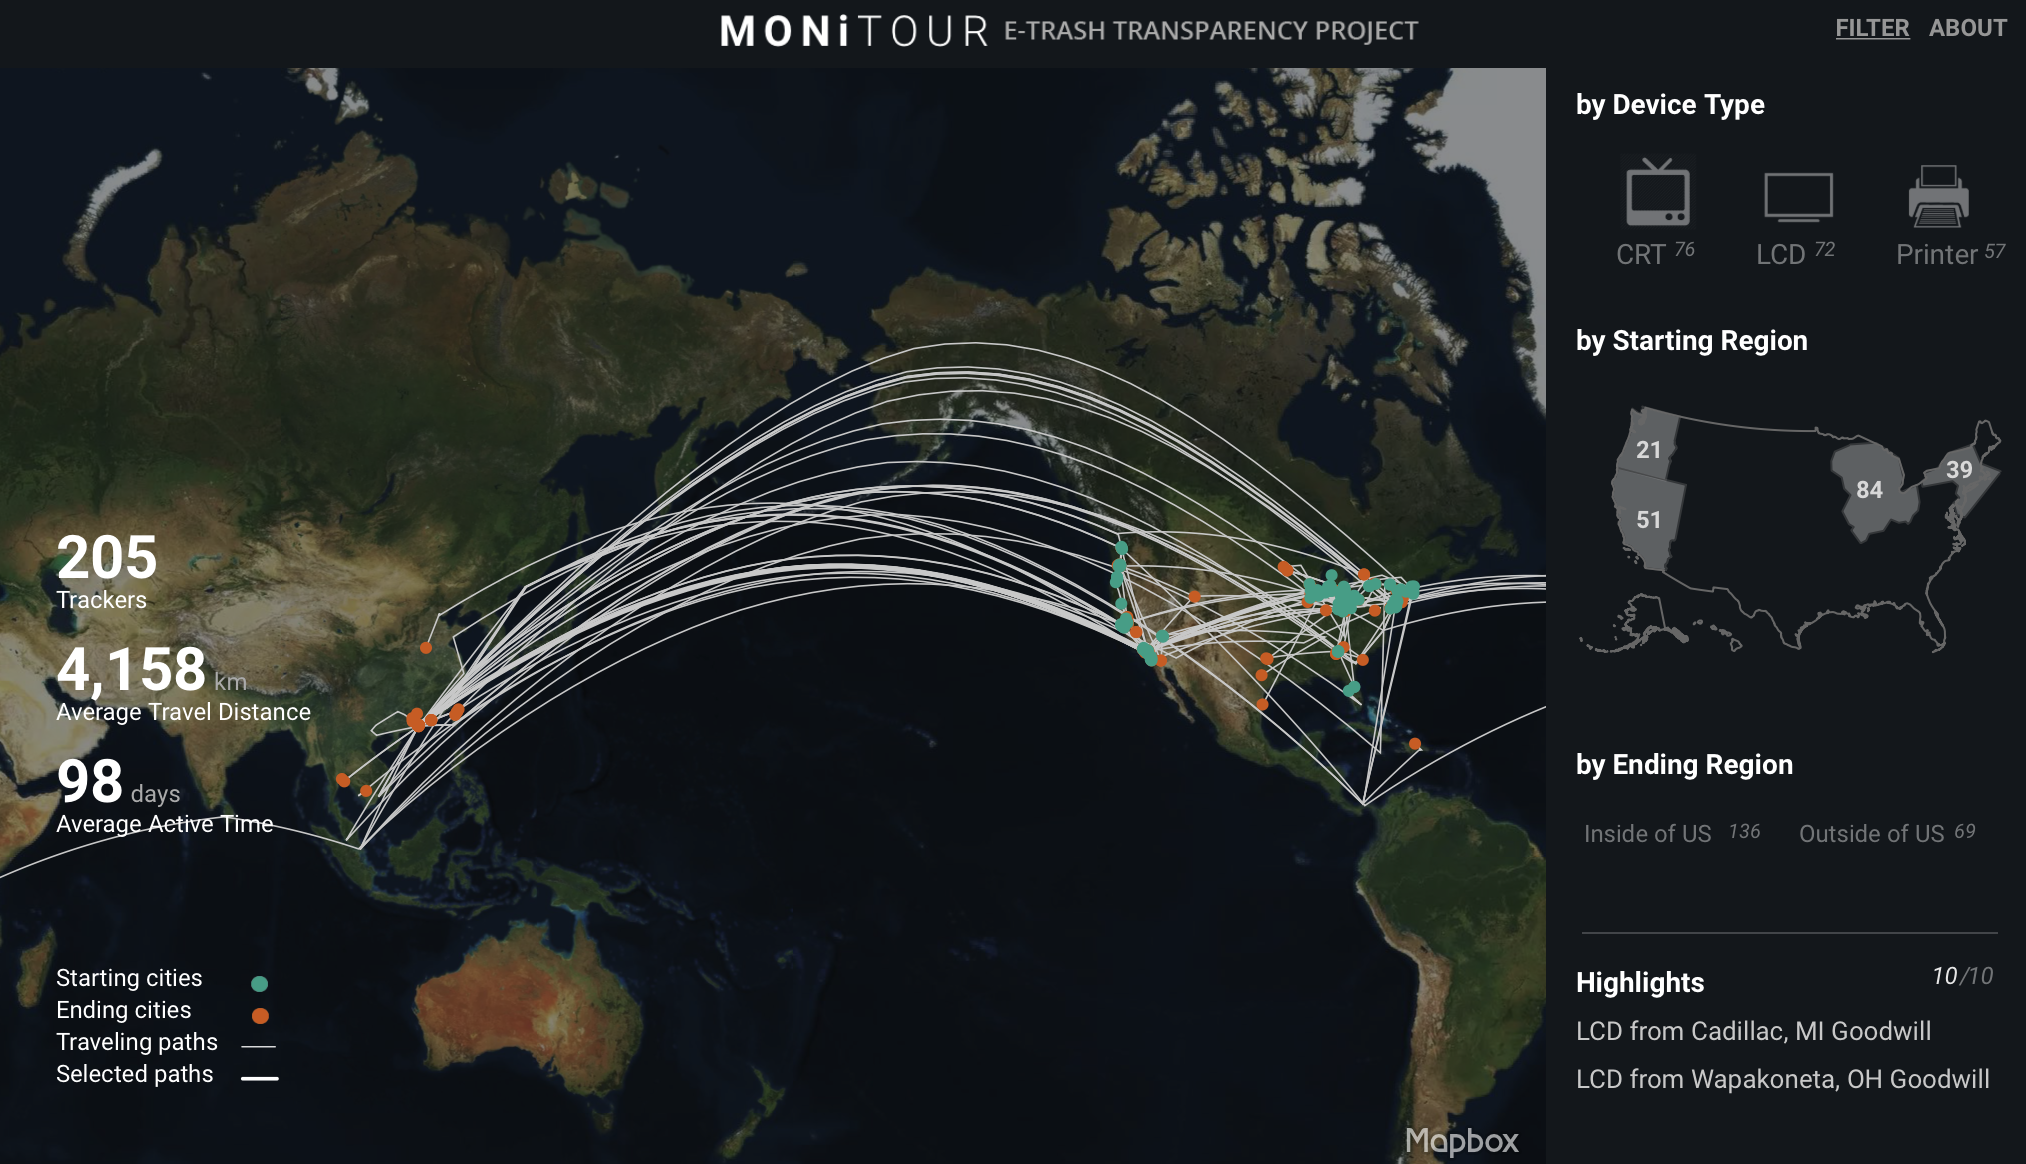 MONiTOUR E-TRASH TRANSPARENCY PROJECT
FILTER ABOUT
205
Trackers
4,158 km
Average Travel Distance
98 days
Average Active Time
Starting cities
Ending cities
Traveling paths
Selected paths
Mapbox
by Device Type
CRT 76 LCD 72 Printer 57
by Starting Region
21
39
84
51
by Ending Region
Inside of US 136 Outside of US 69
Highlights 10/10
LCD from Cadillac, MI Goodwill
LCD from Wapakoneta, OH Goodwill